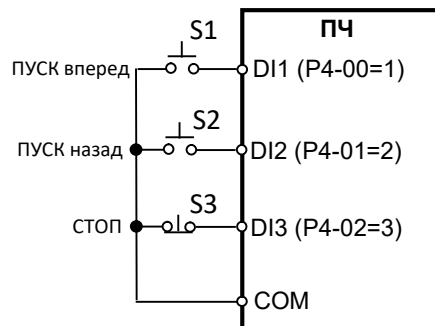 S1
ПЧ
ПУСК вперед
DI1 (P4-00=1)
S2
ПУСК назад
DI2 (P4-01=2)
S3
СТОП
DI3 (P4-02=3)
COM